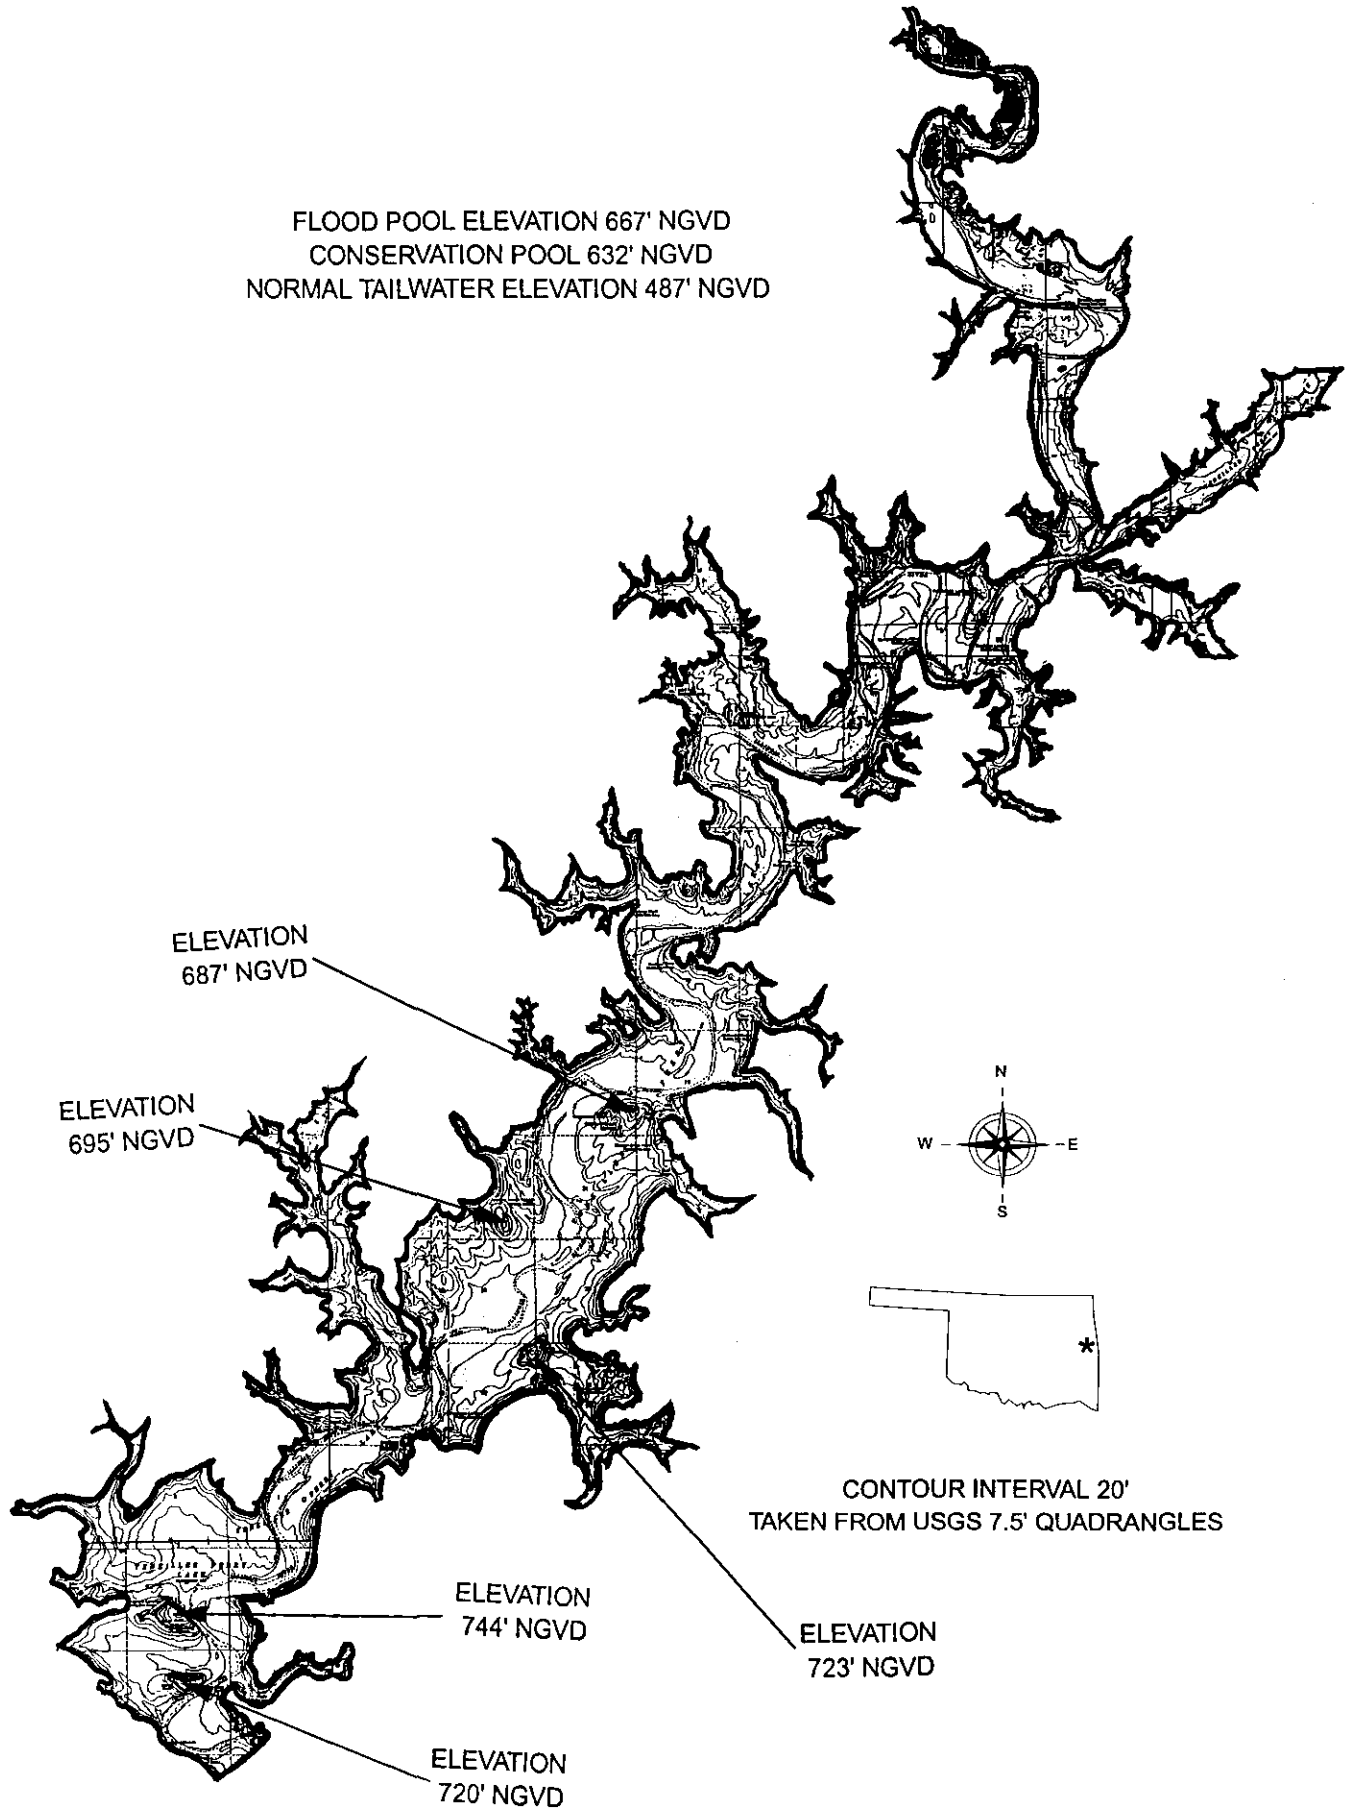 FLOOD POOL ELEVATION 667' NGVD
CONSERVATION POOL 632' NGVD
NORMAL TAILWATER ELEVATION 487' NGVD
ELEVATION
687' NGVD
ELEVATION
695' NGVD
N
W
E
S
CONTOUR INTERVAL 20'
TAKEN FROM USGS 7.5' QUADRANGLES
ELEVATION
744' NGVD
ELEVATION
723' NGVD
ELEVATION
720' NGVD